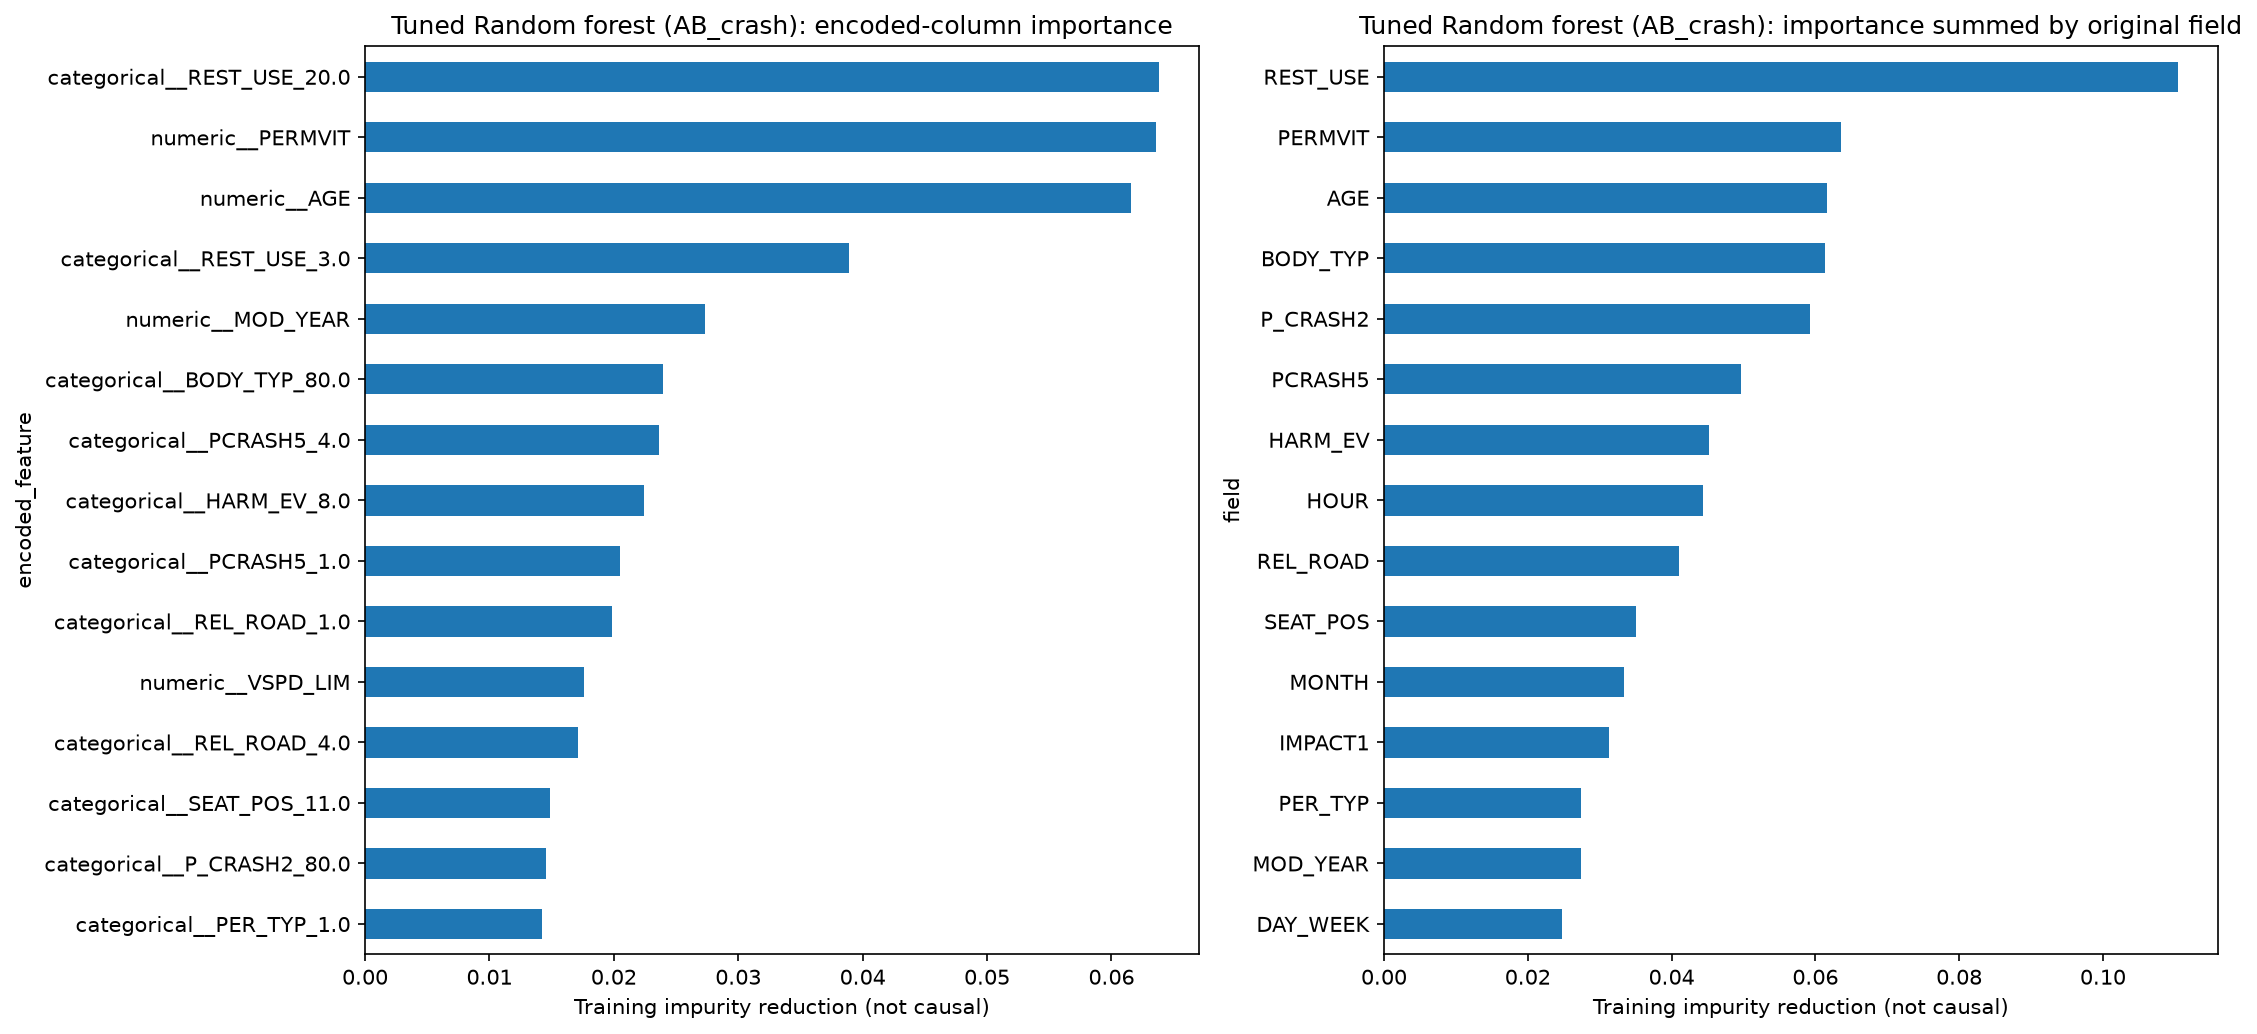 Tuned Random forest (AB_crash): encoded-column importance
categorical__REST_USE_20.0
numeric__PERMVIT
numeric__AGE
categorical__REST_USE_3.0
numeric__MOD_YEAR
categorical__BODY_TYP_80.0
categorical__PCRASH5_4.0
categorical__HARM_EV_8.0
categorical__PCRASH5_1.0
categorical__REL_ROAD_1.0
numeric__VSPD_LIM
categorical__REL_ROAD_4.0
categorical__SEAT_POS_11.0
categorical__P_CRASH2_80.0
categorical__PER_TYP_1.0
encoded_feature
0.00 0.01 0.02 0.03 0.04 0.05 0.06
Training impurity reduction (not causal)
Tuned Random forest (AB_crash): importance summed by original field
REST_USE
PERMVIT
AGE
BODY_TYP
P_CRASH2
PCRASH5
HARM_EV
HOUR
REL_ROAD
SEAT_POS
MONTH
IMPACT1
PER_TYP
MOD_YEAR
DAY_WEEK
field
0.00 0.02 0.04 0.06 0.08 0.10
Training impurity reduction (not causal)